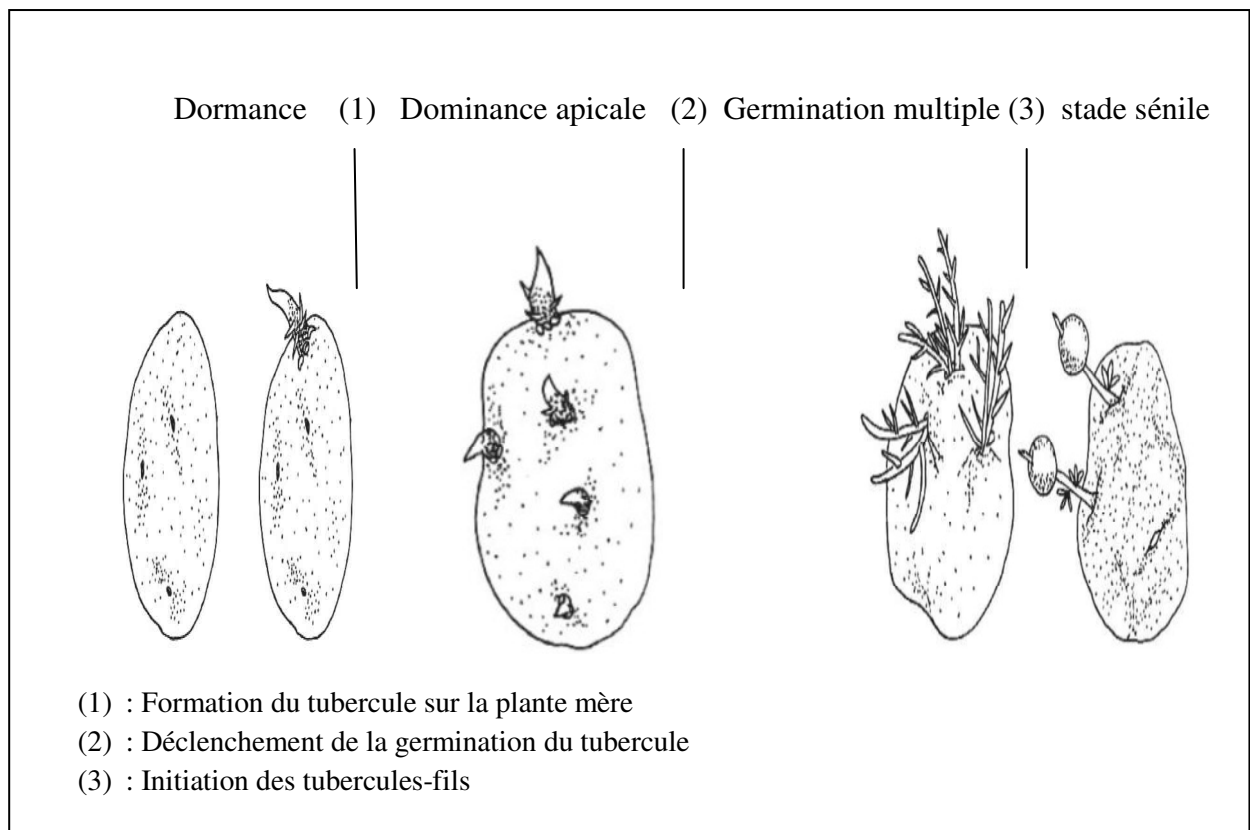 Dormance (1) Dominance apicale (2) Germination multiple (3) stade sénile
(1) : Formation du tubercule sur la plante mère
(2) : Déclenchement de la germination du tubercule
(3) : Initiation des tubercules-fils